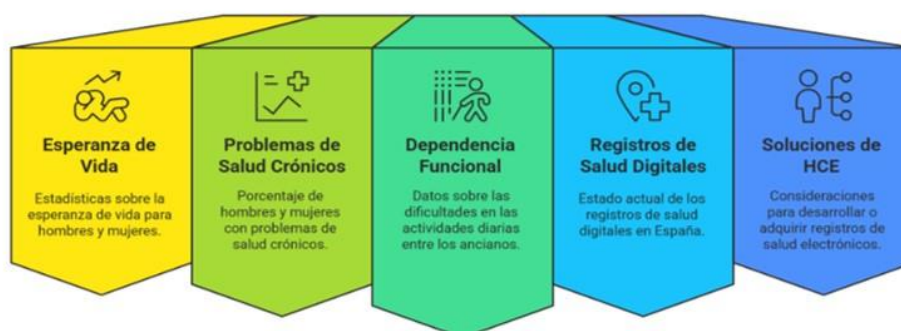 Esperanza de
Vida
Estadísticas sobre la
esperanza de vida para
hombres y mujeres.
Problemas de
Salud Crónicos
Porcentaje de
hombres y mujeres
con problemas de
salud crónicos.
Dependencia
Funcional
Datos sobre las
dificultades en las
actividades diarias
entre los ancianos.
Registros de
Salud Digitales
Estado actual de los
registros de salud
digitales en España.
Soluciones de
HCE
Consideraciones
para desarrollar o
adquirir registros de
salud electrónicos.